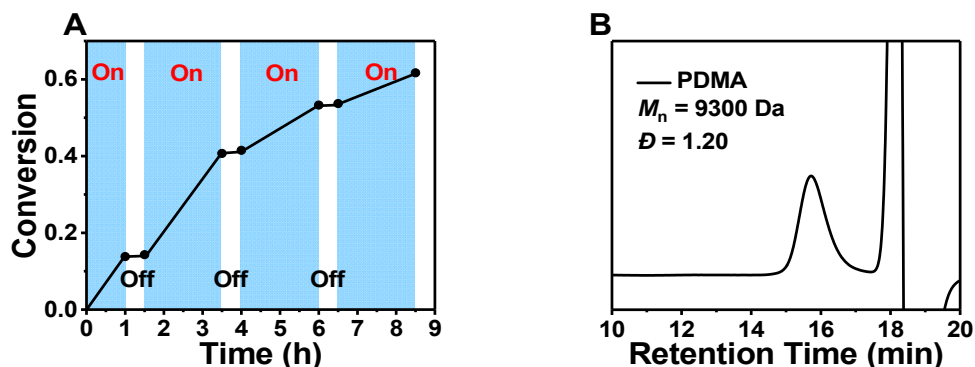 A
On On On On
Off Off Off
Conversion
0.6
0.4
0.2
0.0
0 1 2 3 4 5 6 7 8 9
Time (h)
B
PDMA
Mn = 9300 Da
Đ = 1.20
10 12 14 16 18 20
Retention Time (min)